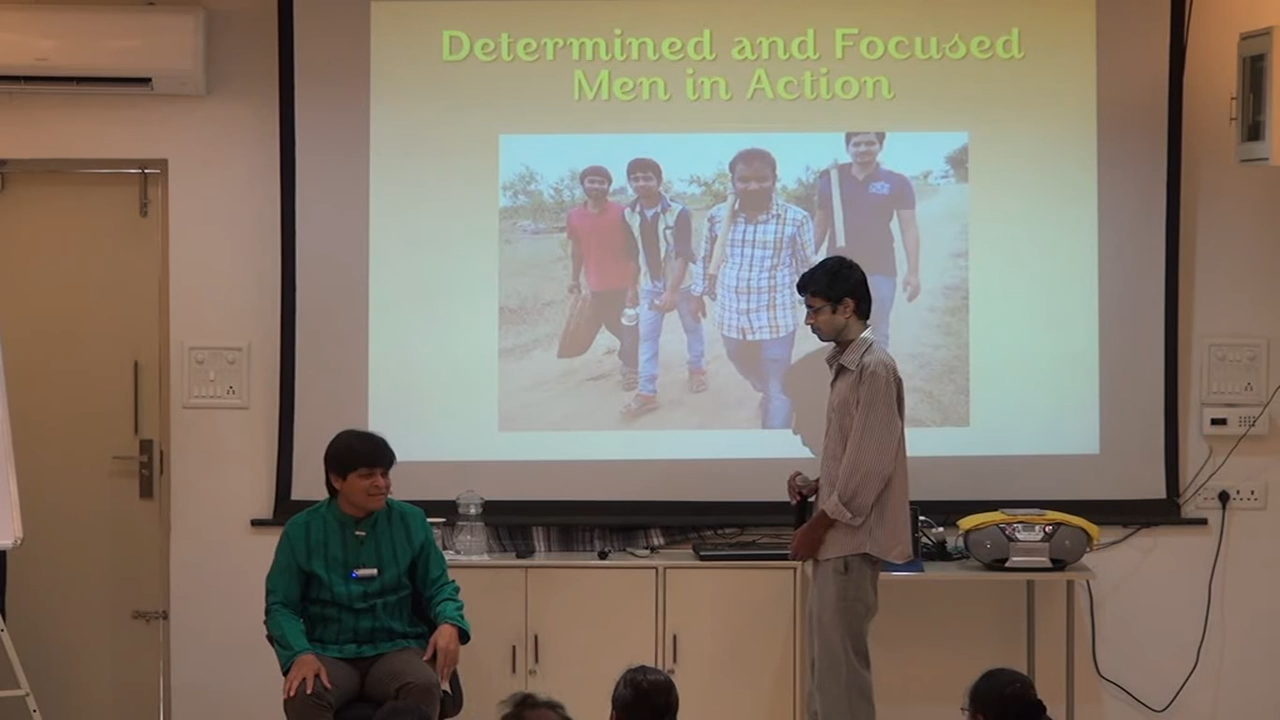 Determined and Focused
Men in Action